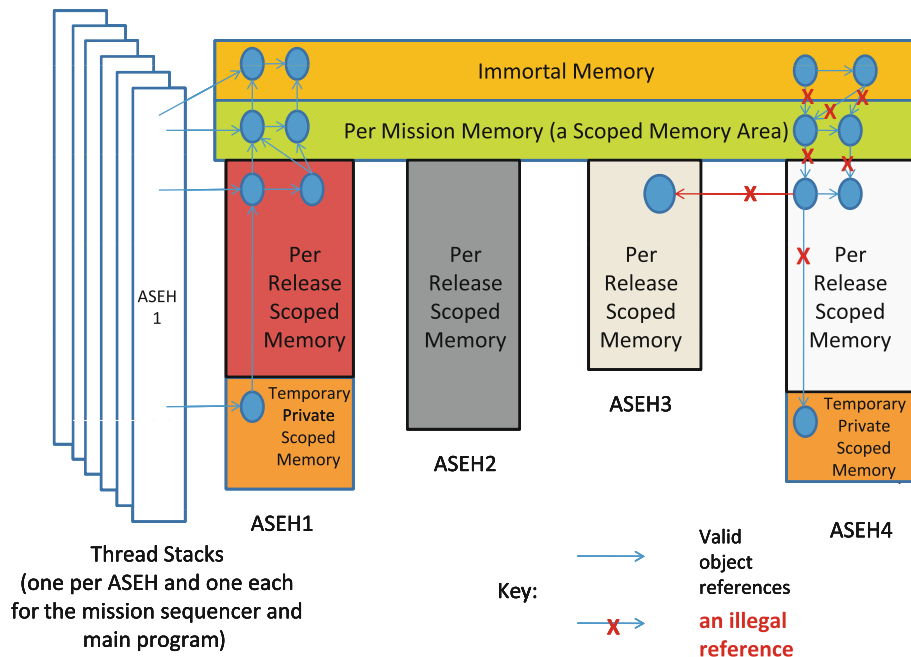 Immortal Memory
Per Mission Memory (a Scoped Memory Area)
ASEH
1
Per
Release
Scoped
Memory
Per
Release
Scoped
Memory
Per
Release
Scoped
Memory
Per
Release
Scoped
Memory
Temporary
Private
Scoped
Memory
Temporary
Private
Scoped
Memory
ASEH1
ASEH2
ASEH3
ASEH4
X
X
X
X
X
X
X
Thread Stacks
(one per ASEH and one each
for the mission sequencer and
main program)
Key:
Valid
object
references
X
an illegal
reference